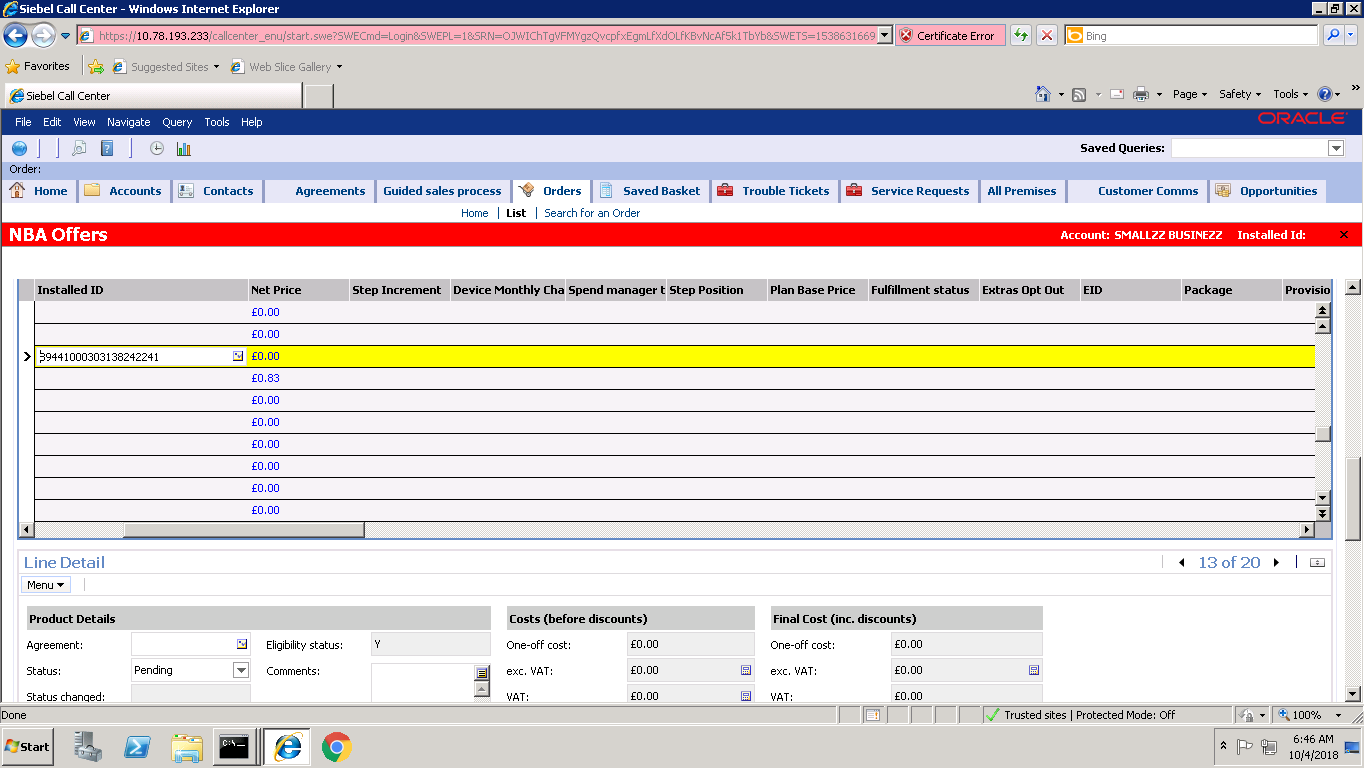 Siebel Call Center - Windows Internet Explorer
https://10.78.193.233/callcenter_enu/start.swe?SWECmd=Login&SWEPL=1&SRN=OJWIChTgVFMYgzQvcpfxEgmLfXdOLfKBvNcAf5k1TbYb&SWETS=1538631669
Certificate Error
Bing
Favorites
Suggested Sites
Web Slice Gallery
Siebel Call Center
Page Safety Tools
File Edit View Navigate Query Tools Help
ORACLE
Saved Queries:
Order:
Home Accounts Contacts Agreements Guided sales process Orders Saved Basket Trouble Tickets Service Requests All Premises Customer Comms Opportunities
Home List Search for an Order
NBA Offers Account: SMALLZZ BUSINEZZ Installed Id:
Installed ID Net Price Step Increment Device Monthly Cha Spend manager t Step Position Plan Base Price Fulfillment status Extras Opt Out EID Package Provisio
£0.00
£0.00
39441000303138242241 £0.00
£0.83
£0.00
£0.00
£0.00
£0.00
£0.00
£0.00
Line Detail 13 of 20
Menu
Product Details Costs (before discounts) Final Cost (inc. discounts)
Agreement: Eligibility status: Y One-off cost: £0.00 One-off cost: £0.00
Status: Pending Comments: exc. VAT: £0.00 exc. VAT: £0.00
Status changed: VAT: £0.00 VAT: £0.00
Done Trusted sites | Protected Mode: Off 100%
Start
6:46 AM
10/4/2018